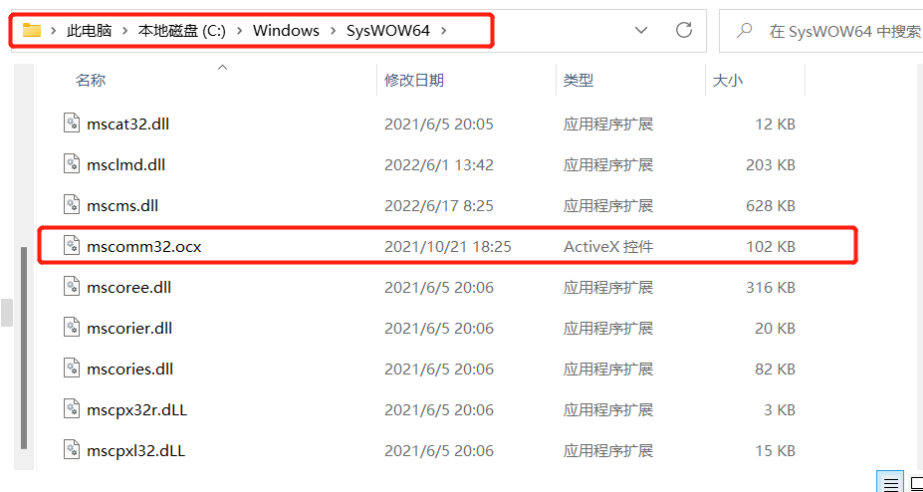 此电脑 › 本地磁盘 (C:) › Windows › SysWOW64 › 在 SysWOW64 中搜索
名称 修改日期 类型 大小
mscat32.dll 2021/6/5 20:05 应用程序扩展 12 KB
msclmd.dll 2022/6/1 13:42 应用程序扩展 203 KB
mscms.dll 2022/6/17 8:25 应用程序扩展 628 KB
mscomm32.ocx 2021/10/21 18:25 ActiveX 控件 102 KB
mscoree.dll 2021/6/5 20:06 应用程序扩展 316 KB
mscorier.dll 2021/6/5 20:06 应用程序扩展 20 KB
mscories.dll 2021/6/5 20:06 应用程序扩展 82 KB
mscpx32r.dLL 2021/6/5 20:06 应用程序扩展 3 KB
mscpxl32.dLL 2021/6/5 20:06 应用程序扩展 15 KB